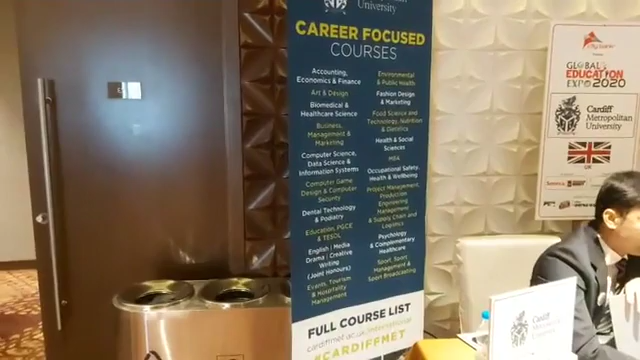 University
CAREER FOCUSED
COURSES
Accounting,
Economics & Finance
Art & Design
Biomedical &
Healthcare Science
Business,
Management &
Marketing
Computer Science,
Data Science &
Information Systems
Computer Game
Design & Computer
Security
Dental Technology
& Podiatry
Education, PGCE
& TESOL
English | Media
Drama | Creative
Writing
(Joint Honours)
Events, Tourism
& Hospitality
Management
Environmental
& Public Health
Fashion Design
& Marketing
Food Science and
Technology, Nutrition
& Dietetics
Health & Social
Sciences
MBA
Occupational Safety,
Health & Wellbeing
Project Management,
Production
Engineering
Management
& Supply Chain and
Logistics
Psychology
& Complementary
Healthcare
Sport, Sport
Management &
Sport Broadcasting
FULL COURSE LIST
cardiffmet.ac.uk/international
#CARDIFFMET
GLOBAL
EDUCATION
EXPO 2020
Cardiff
Metropolitan
University
UK
Cardiff